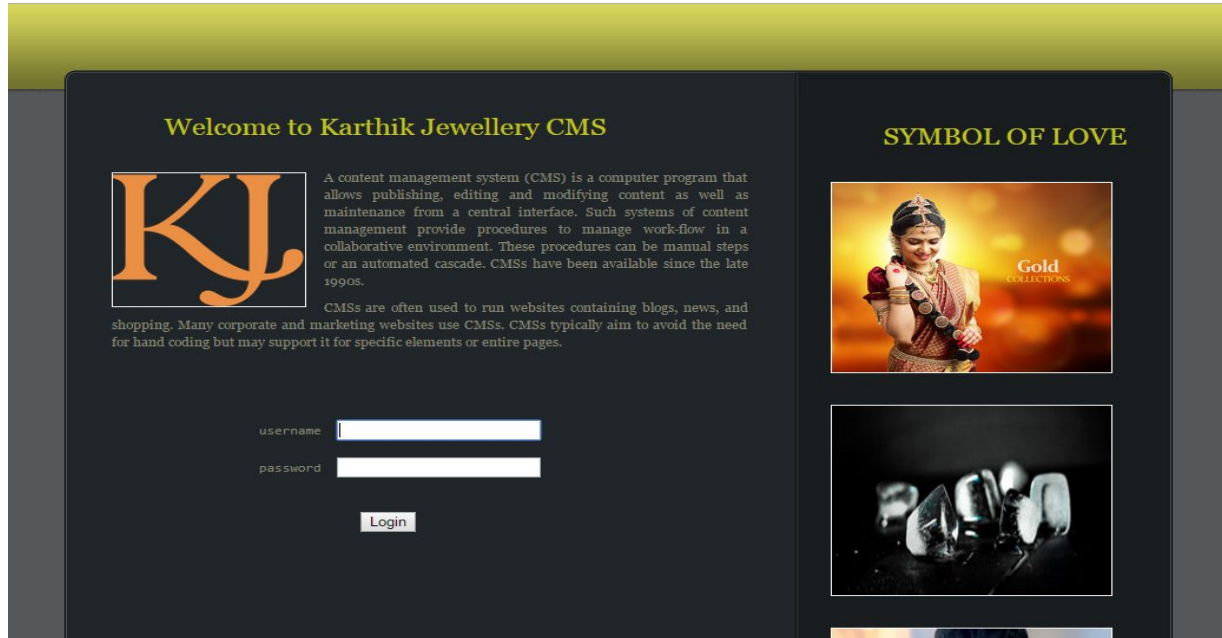 Welcome to Karthik Jewellery CMS
KJ
A content management system (CMS) is a computer program that
allows publishing, editing and modifying content as well as
maintenance from a central interface. Such systems of content
management provide procedures to manage work-flow in a
collaborative environment. These procedures can be manual steps
or an automated cascade. CMSs have been available since the late
1990s.
CMSs are often used to run websites containing blogs, news, and
shopping. Many corporate and marketing websites use CMSs. CMSs typically aim to avoid the need
for hand coding but may support it for specific elements or entire pages.
username
password
Login
SYMBOL OF LOVE
Gold
COLLECTIONS